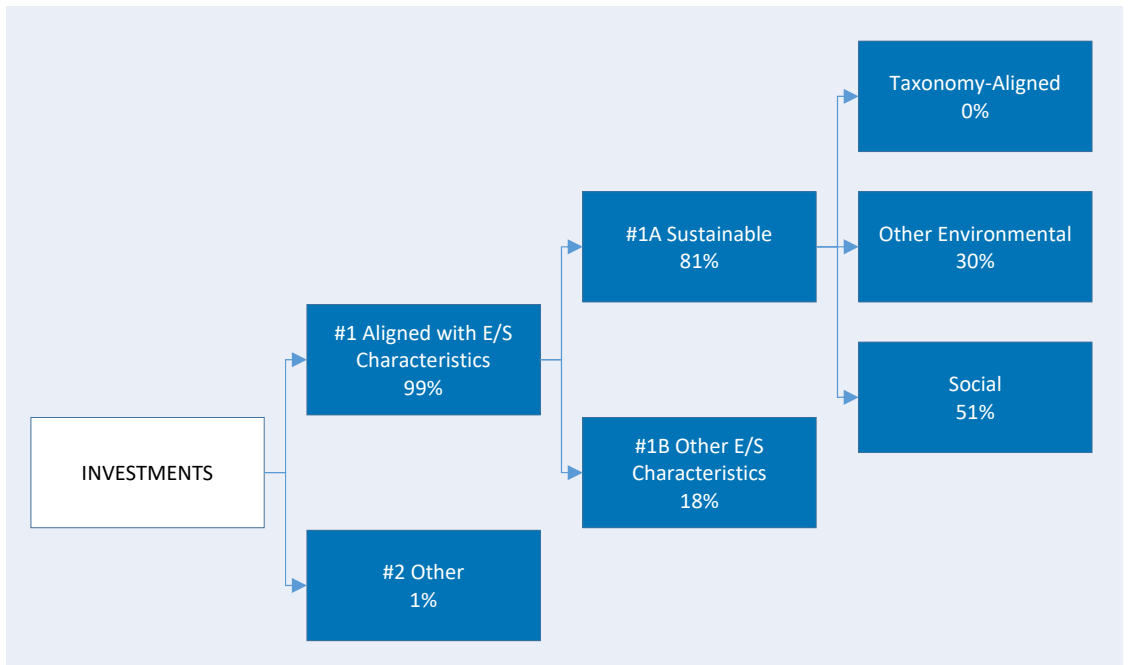 INVESTMENTS
#1 Aligned with E/S
Characteristics
99%
#2 Other
1%
#1A Sustainable
81%
#1B Other E/S
Characteristics
18%
Taxonomy-Aligned
0%
Other Environmental
30%
Social
51%